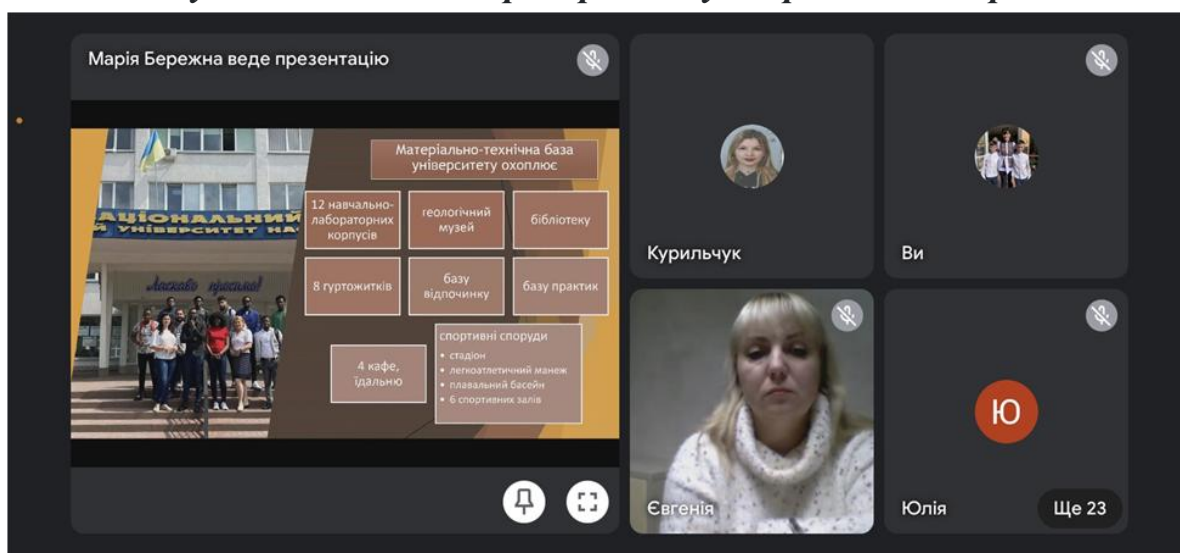 Марія Бережна веде презентацію
Матеріально-технічна база
університету охоплює
12 навчально-
лабораторних
корпусів
геологічний
музей
бібліотеку
8 гуртожитків
базу
відпочинку
базу практик
4 кафе,
їдальню
спортивні споруди
• стадіон
• легкоатлетичний манеж
• плавальний басейн
• 6 спортивних залів
Ласкаво просимо!
Курильчук
Ви
Євгенія
Ю
Юлія
Ще 23